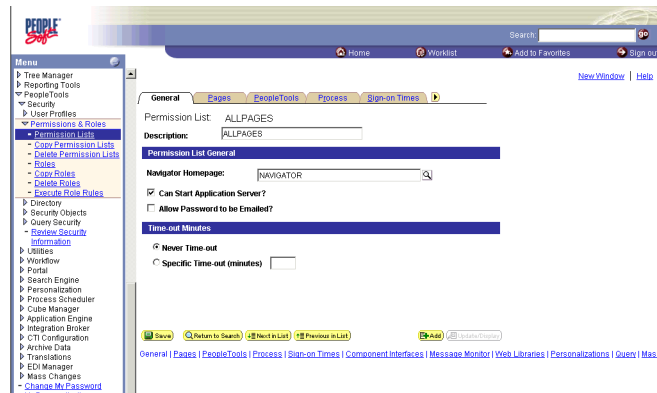 PEOPLE
Soft
Search:
go
Home Worklist Add to Favorites Sign ou
Menu
New Window | Help
Tree Manager
Reporting Tools
PeopleTools
Security
User Profiles
Permissions & Roles
- Permission Lists
- Copy Permission Lists
- Delete Permission Lists
- Roles
- Copy Roles
- Delete Roles
- Execute Role Rules
Directory
Security Objects
Query Security
- Review Security
Information
Utilities
Workflow
Portal
Search Engine
Personalization
Process Scheduler
Cube Manager
Application Engine
Integration Broker
CTI Configuration
Archive Data
Translations
EDI Manager
Mass Changes
- Change My Password
General Pages PeopleTools Process Sign-on Times
Permission List: ALLPAGES
Description: ALLPAGES
Permission List General
Navigator Homepage: NAVIGATOR
Can Start Application Server?
Allow Password to be Emailed?
Time-out Minutes
Never Time-out
Specific Time-out (minutes)
Save Return to Search Next in List Previous in List Add Update/Display
General | Pages | PeopleTools | Process | Sign-on Times | Component Interfaces | Message Monitor | Web Libraries | Personalizations | Query | Mas